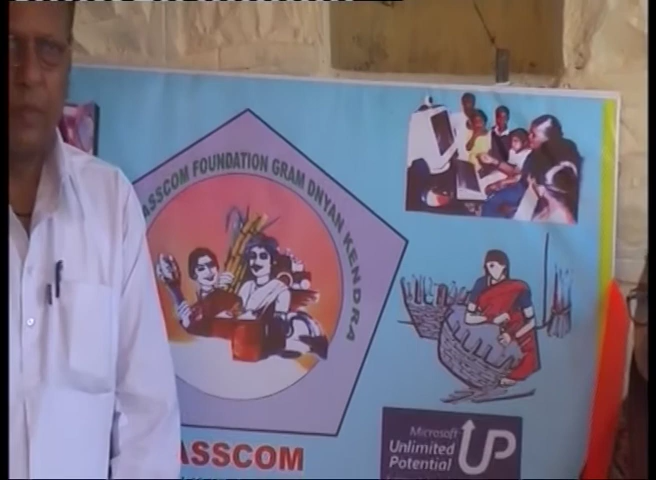 ASSCOM FOUNDATION GRAM DNYAN KENDRA
ASSCOM
Microsoft
Unlimited
Potential
UP